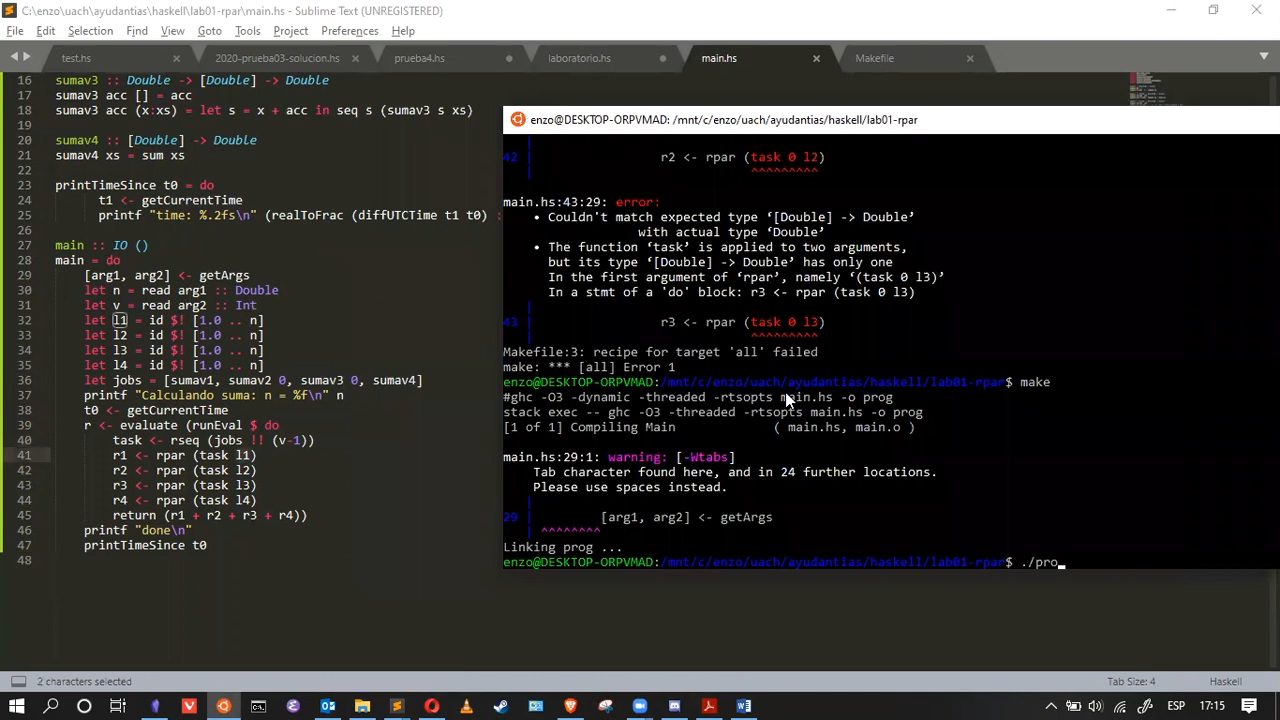 C:\enzo\uach\ayudantias\haskell\lab01-rpar\main.hs - Sublime Text (UNREGISTERED)
File Edit Selection Find View Goto Tools Project Preferences Help
test.hs 2020-prueba03-solucion.hs prueba4.hs laboratorio.hs main.hs Makefile
16 sumav3 :: Double -> [Double] -> Double
17 sumav3 acc [] = acc
18 sumav3 acc (x:xs) = let s = x + acc in seq s (sumav3 s xs)
19
20 sumav4 :: [Double] -> Double
21 sumav4 xs = sum xs
22
23 printTimeSince t0 = do
24 t1 <- getCurrentTime
25 printf "time: %.2fs\n" (realToFrac (diffUTCTime t1 t0) :
26
27 main :: IO ()
28 main = do
29 [arg1, arg2] <- getArgs
30 let n = read arg1 :: Double
31 let v = read arg2 :: Int
32 let l1 = id $! [1.0 .. n]
33 let l2 = id $! [1.0 .. n]
34 let l3 = id $! [1.0 .. n]
35 let l4 = id $! [1.0 .. n]
36 let jobs = [sumav1, sumav2 0, sumav3 0, sumav4]
37 printf "Calculando suma: n = %f\n" n
38 t0 <- getCurrentTime
39 r <- evaluate (runEval $ do
40 task <- rseq (jobs !! (v-1))
41 r1 <- rpar (task l1)
42 r2 <- rpar (task l2)
43 r3 <- rpar (task l3)
44 r4 <- rpar (task l4)
45 return (r1 + r2 + r3 + r4))
46 printf "done\n"
47 printTimeSince t0
48
enzo@DESKTOP-ORPVMAD: /mnt/c/enzo/uach/ayudantias/haskell/lab01-rpar
|
42 | r2 <- rpar (task 0 l2)
| ^^^^^^^^^
main.hs:43:29: error:
• Couldn't match expected type ‘[Double] -> Double’
with actual type ‘Double’
• The function ‘task’ is applied to two arguments,
but its type ‘[Double] -> Double’ has only one
In the first argument of ‘rpar’, namely ‘(task 0 l3)’
In a stmt of a 'do' block: r3 <- rpar (task 0 l3)
|
43 | r3 <- rpar (task 0 l3)
| ^^^^^^^^^
Makefile:3: recipe for target 'all' failed
make: *** [all] Error 1
enzo@DESKTOP-ORPVMAD:/mnt/c/enzo/uach/ayudantias/haskell/lab01-rpar$ make
#ghc -O3 -dynamic -threaded -rtsopts main.hs -o prog
stack exec -- ghc -O3 -threaded -rtsopts main.hs -o prog
[1 of 1] Compiling Main ( main.hs, main.o )
main.hs:29:1: warning: [-Wtabs]
Tab character found here, and in 24 further locations.
Please use spaces instead.
|
29 | [arg1, arg2] <- getArgs
| ^^^^^^^^
Linking prog ...
enzo@DESKTOP-ORPVMAD:/mnt/c/enzo/uach/ayudantias/haskell/lab01-rpar$ ./pro_
2 characters selected Tab Size: 4 Haskell
ESP 17:15